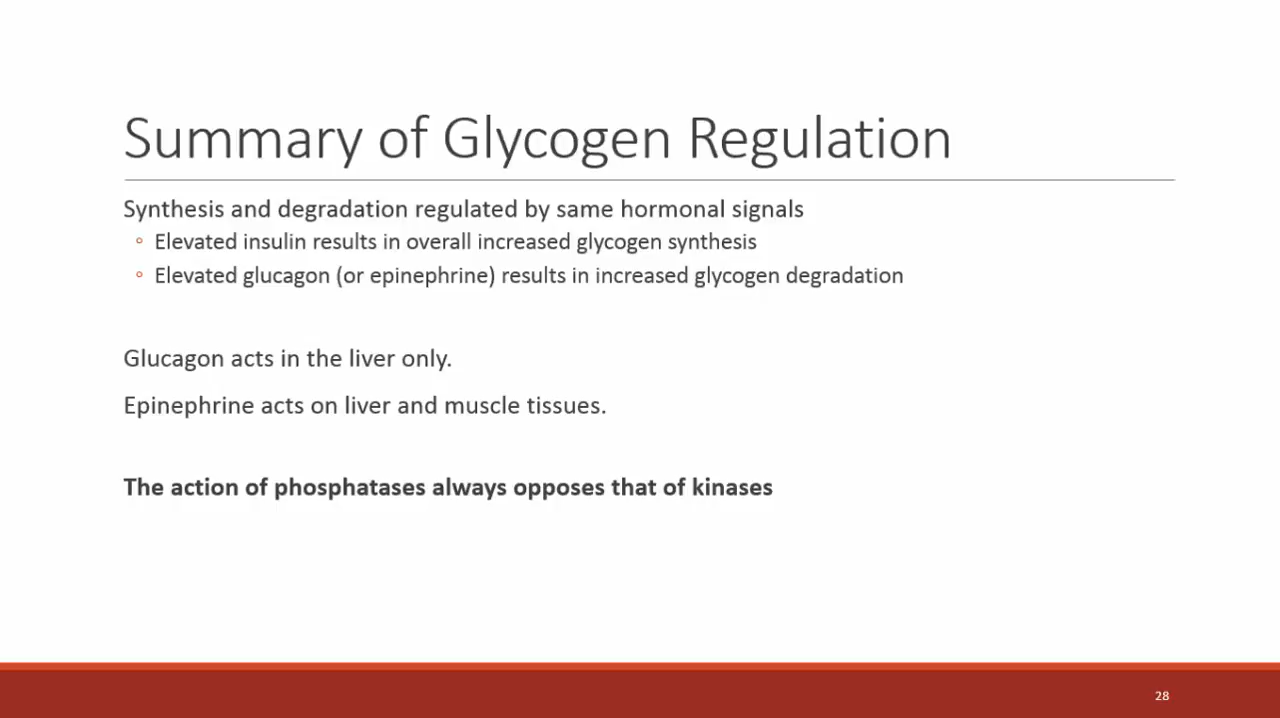 Summary of Glycogen Regulation
Synthesis and degradation regulated by same hormonal signals
◦ Elevated insulin results in overall increased glycogen synthesis
◦ Elevated glucagon (or epinephrine) results in increased glycogen degradation
Glucagon acts in the liver only.
Epinephrine acts on liver and muscle tissues.
The action of phosphatases always opposes that of kinases
28